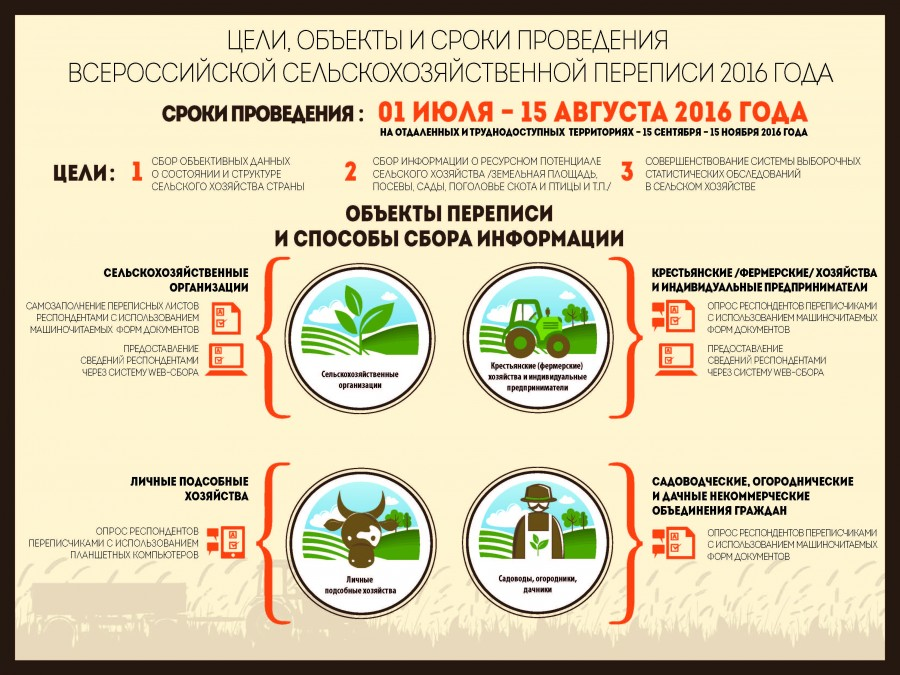 ЦЕЛИ, ОБЪЕКТЫ И СРОКИ ПРОВЕДЕНИЯ
ВСЕРОССИЙСКОЙ СЕЛЬСКОХОЗЯЙСТВЕННОЙ ПЕРЕПИСИ 2016 ГОДА
СРОКИ ПРОВЕДЕНИЯ : 01 ИЮЛЯ – 15 АВГУСТА 2016 ГОДА
НА ОТДАЛЕННЫХ И ТРУДНОДОСТУПНЫХ ТЕРРИТОРИЯХ – 15 СЕНТЯБРЯ – 15 НОЯБРЯ 2016 ГОДА
ЦЕЛИ :
1
СБОР ОБЪЕКТИВНЫХ ДАННЫХ
О СОСТОЯНИИ И СТРУКТУРЕ
СЕЛЬСКОГО ХОЗЯЙСТВА СТРАНЫ
2
СБОР ИНФОРМАЦИИ О РЕСУРСНОМ ПОТЕНЦИАЛЕ
СЕЛЬСКОГО ХОЗЯЙСТВА /ЗЕМЕЛЬНАЯ ПЛОЩАДЬ,
ПОСЕВЫ, САДЫ, ПОГОЛОВЬЕ СКОТА И ПТИЦЫ И Т.П./
3
СОВЕРШЕНСТВОВАНИЕ СИСТЕМЫ ВЫБОРОЧНЫХ
СТАТИСТИЧЕСКИХ ОБСЛЕДОВАНИЙ
В СЕЛЬСКОМ ХОЗЯЙСТВЕ
ОБЪЕКТЫ ПЕРЕПИСИ
И СПОСОБЫ СБОРА ИНФОРМАЦИИ
СЕЛЬСКОХОЗЯЙСТВЕННЫЕ
ОРГАНИЗАЦИИ
САМОЗАПОЛНЕНИЕ ПЕРЕПИСНЫХ ЛИСТОВ
РЕСПОНДЕНТАМИ С ИСПОЛЬЗОВАНИЕМ
МАШИНОЧИТАЕМЫХ ФОРМ ДОКУМЕНТОВ
ПРЕДОСТАВЛЕНИЕ
СВЕДЕНИЙ РЕСПОНДЕНТАМИ
ЧЕРЕЗ СИСТЕМУ WEB-СБОРА
Сельскохозяйственные
организации
Крестьянские (фермерские)
хозяйства и индивидуальные
предприниматели
КРЕСТЬЯНСКИЕ /ФЕРМЕРСКИЕ/ ХОЗЯЙСТВА
И ИНДИВИДУАЛЬНЫЕ ПРЕДПРИНИМАТЕЛИ
ОПРОС РЕСПОНДЕНТОВ ПЕРЕПИСЧИКАМИ
С ИСПОЛЬЗОВАНИЕМ МАШИНОЧИТАЕМЫХ
ФОРМ ДОКУМЕНТОВ
ПРЕДОСТАВЛЕНИЕ
СВЕДЕНИЙ РЕСПОНДЕНТАМИ
ЧЕРЕЗ СИСТЕМУ WEB-СБОРА
ЛИЧНЫЕ ПОДСОБНЫЕ
ХОЗЯЙСТВА
ОПРОС РЕСПОНДЕНТОВ
ПЕРЕПИСЧИКАМИ С ИСПОЛЬЗОВАНИЕМ
ПЛАНШЕТНЫХ КОМПЬЮТЕРОВ
Личные
подсобные хозяйства
Садоводы, огородники,
дачники
САДОВОДЧЕСКИЕ, ОГОРОДНИЧЕСКИЕ
И ДАЧНЫЕ НЕКОММЕРЧЕСКИЕ
ОБЪЕДИНЕНИЯ ГРАЖДАН
ОПРОС РЕСПОНДЕНТОВ ПЕРЕПИСЧИКАМИ
С ИСПОЛЬЗОВАНИЕМ МАШИНОЧИТАЕМЫХ
ФОРМ ДОКУМЕНТОВ